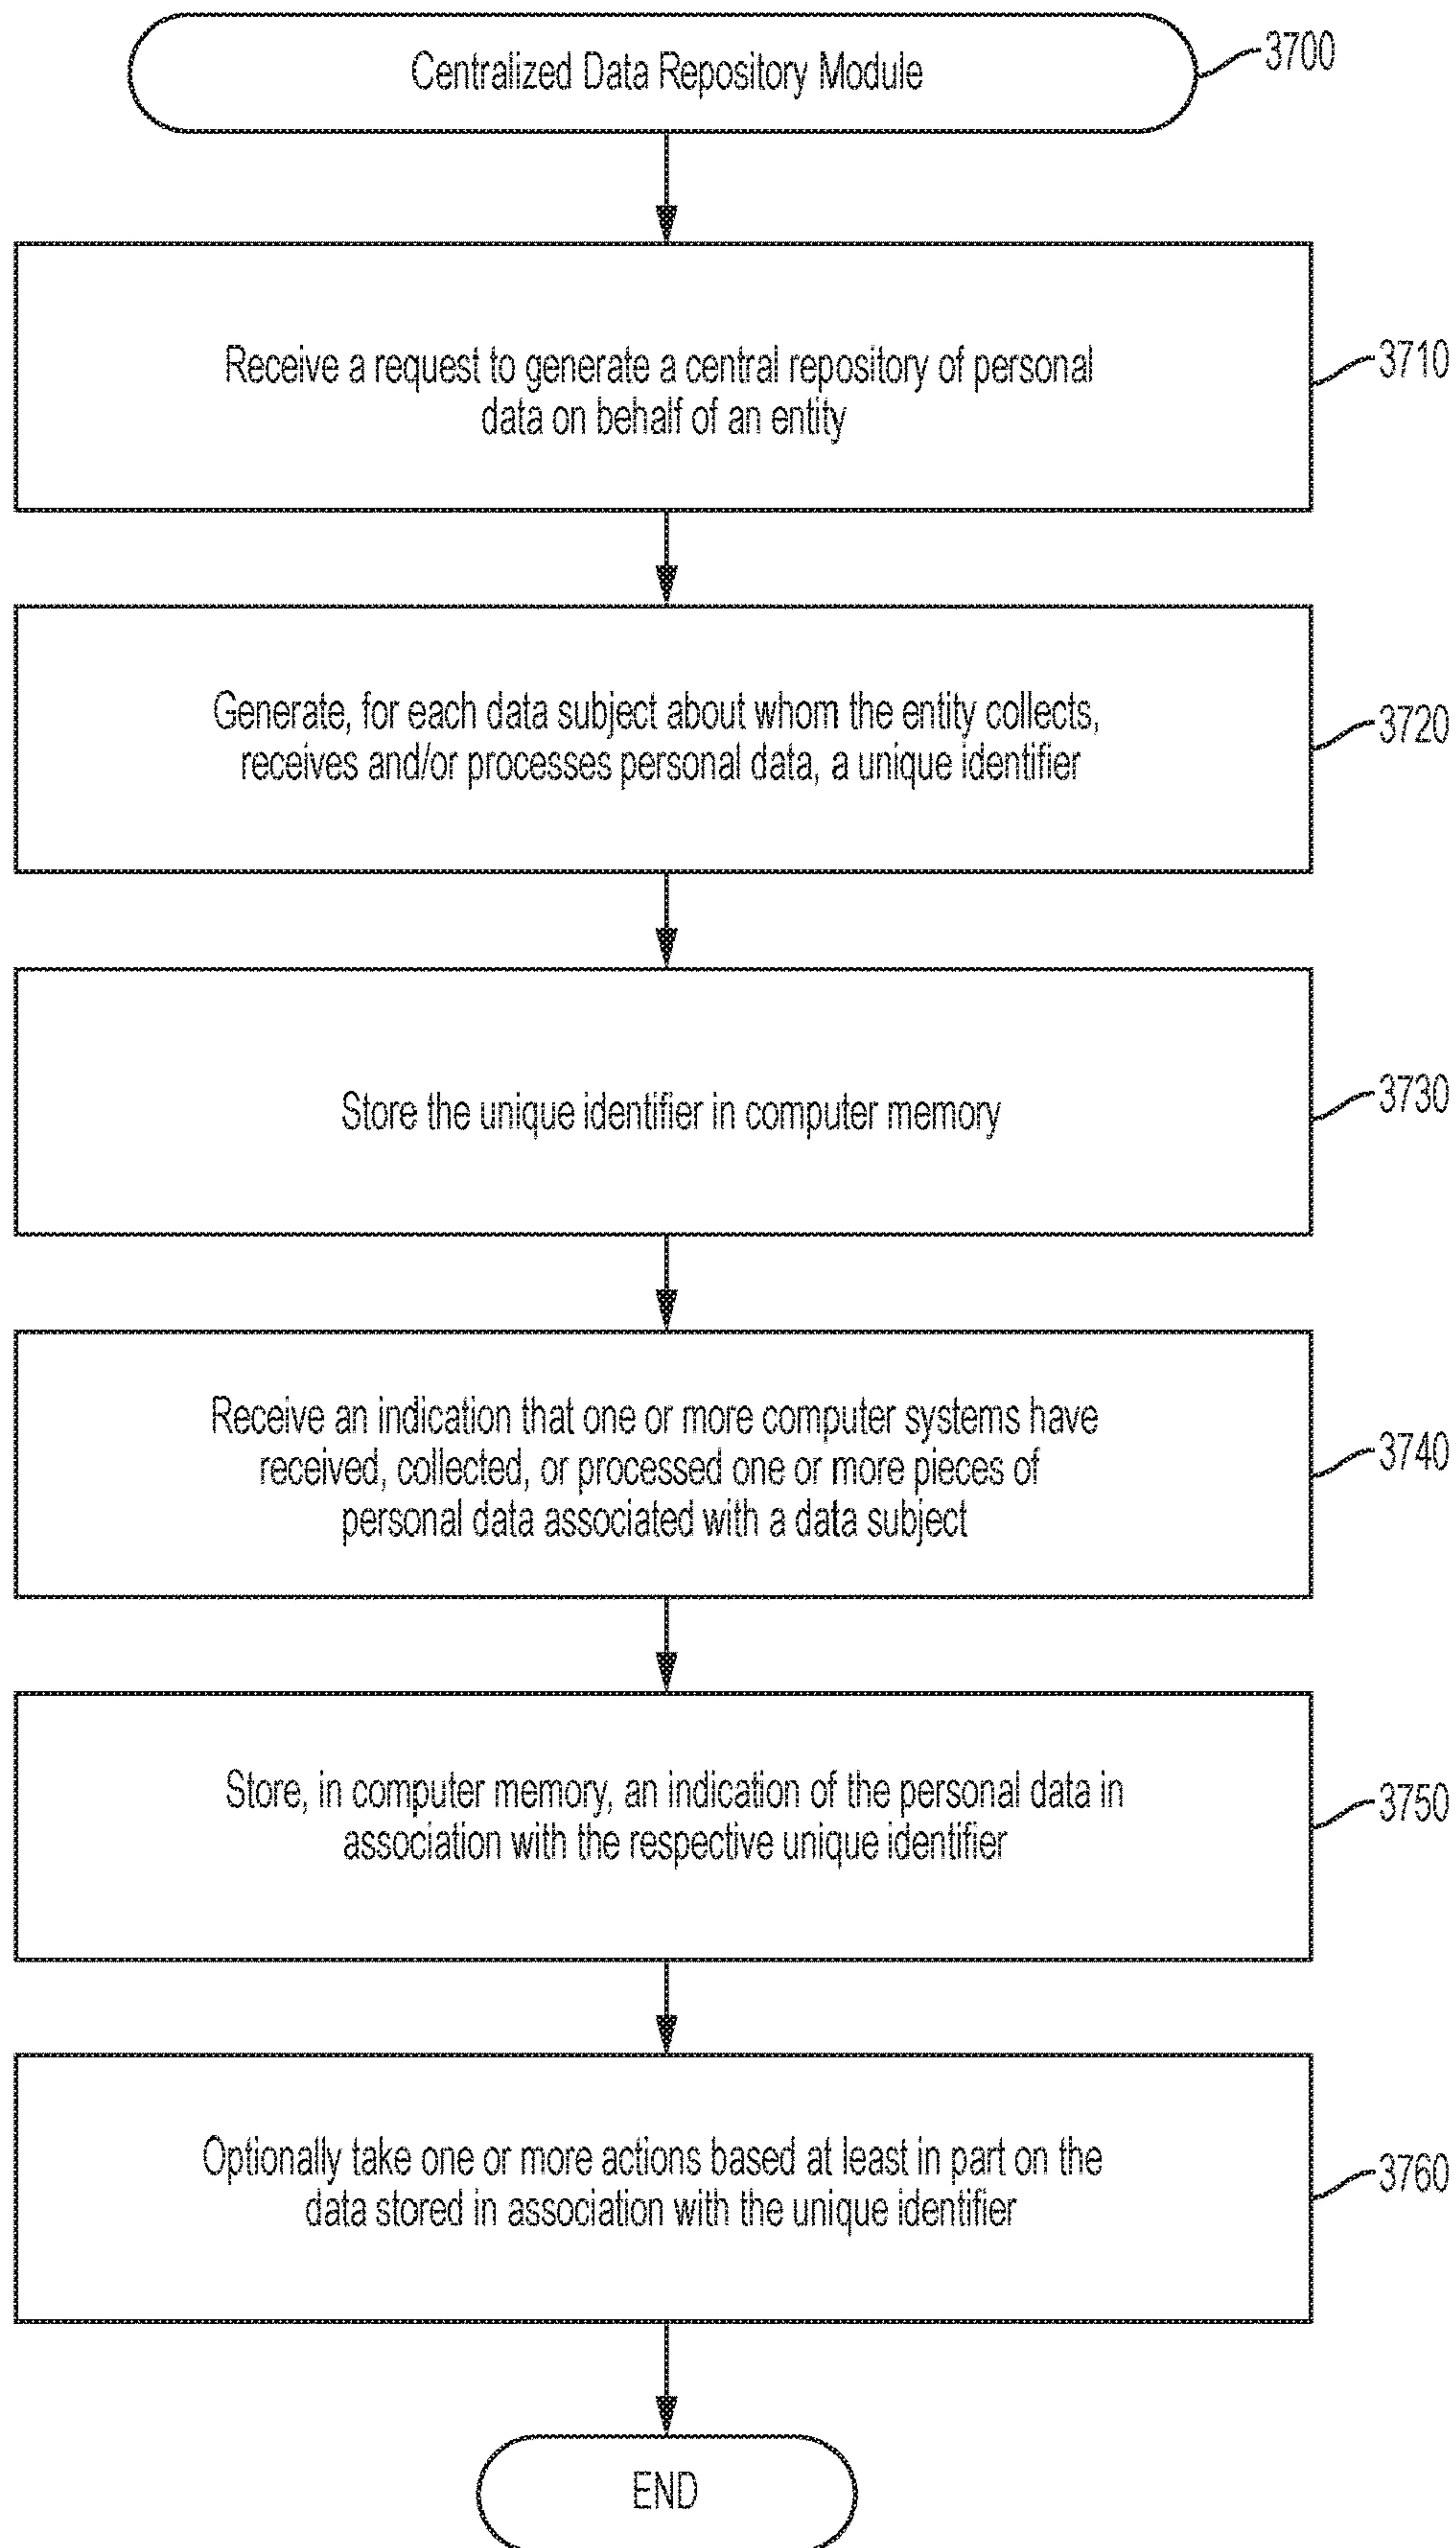 Centralized Data Repository Module
3700
Receive a request to generate a central repository of personal
data on behalf of an entity
3710
Generate, for each data subject about whom the entity collects,
receives and/or processes personal data, a unique identifier
3720
Store the unique identifier in computer memory
3730
Receive an indication that one or more computer systems have
received, collected, or processed one or more pieces of
personal data associated with a data subject
3740
Store, in computer memory, an indication of the personal data in
association with the respective unique identifier
3750
Optionally take one or more actions based at least in part on the
data stored in association with the unique identifier
3760
END